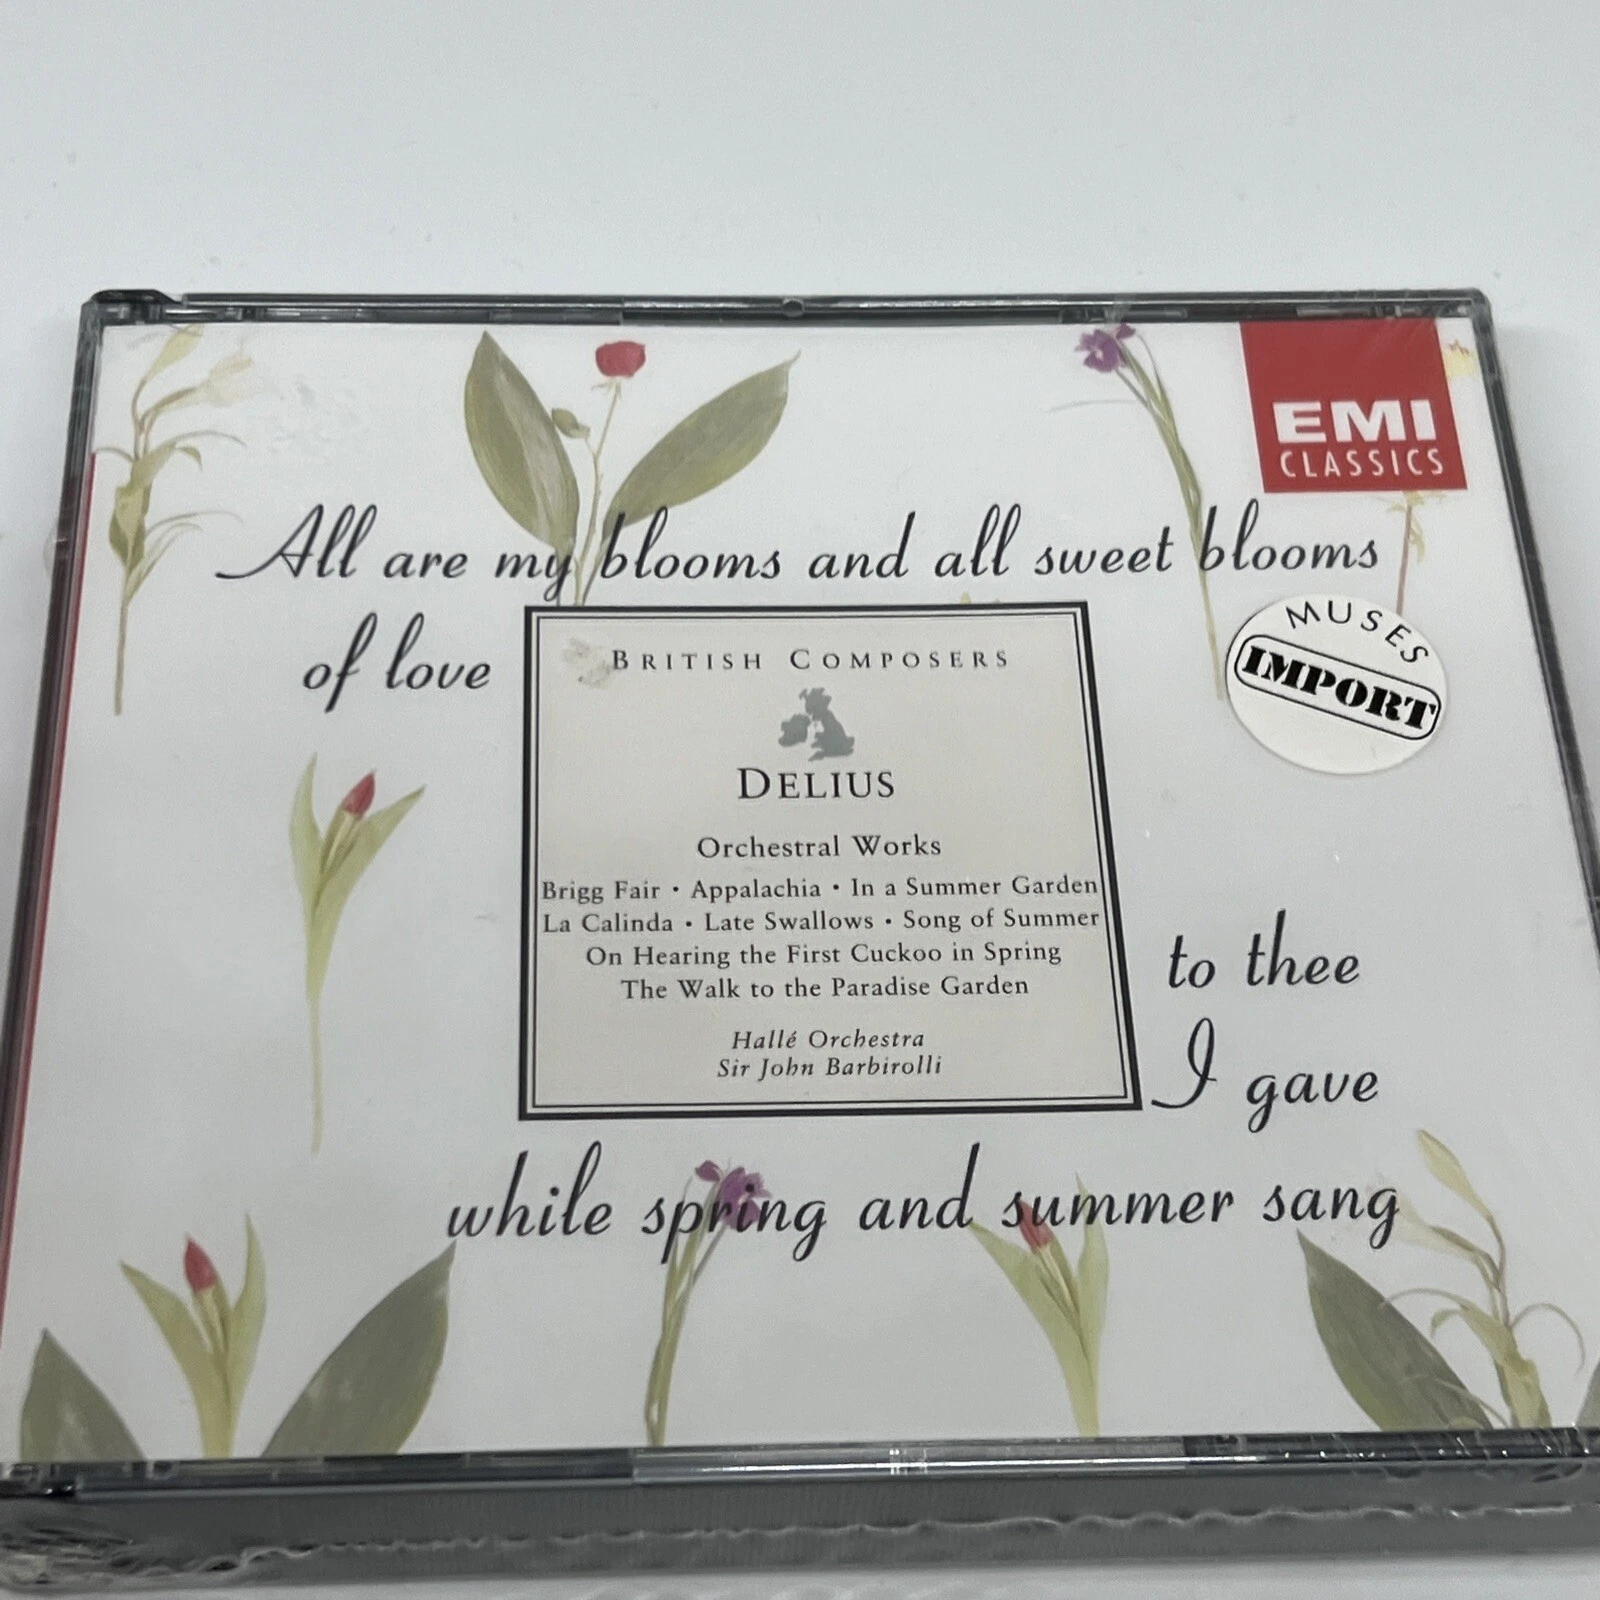 EMI
CLASSICS
All are my blooms and all sweet blooms
of love
MUSES
IMPORT
BRITISH COMPOSERS
DELIUS
Orchestral Works
Brigg Fair • Appalachia • In a Summer Garden
La Calinda • Late Swallows • Song of Summer
On Hearing the First Cuckoo in Spring
The Walk to the Paradise Garden
Hallé Orchestra
Sir John Barbirolli
to thee
I gave
while spring and summer sang